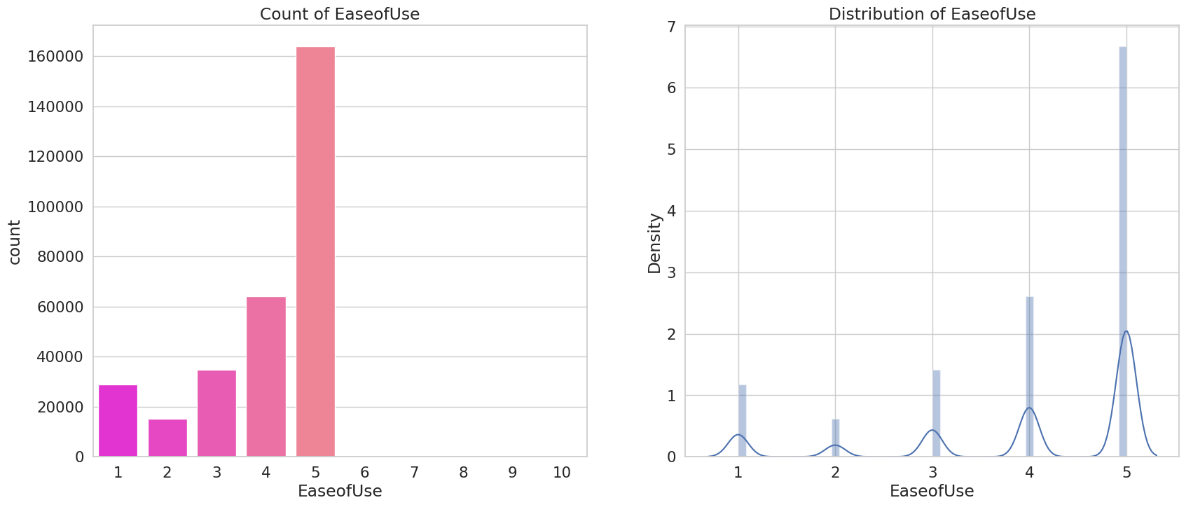 Count of EaseofUse
160000
140000
120000
100000
80000
60000
40000
20000
0
count
1 2 3 4 5 6 7 8 9 10
EaseofUse
Distribution of EaseofUse
7
6
5
4
3
2
1
0
Density
1 2 3 4 5
EaseofUse